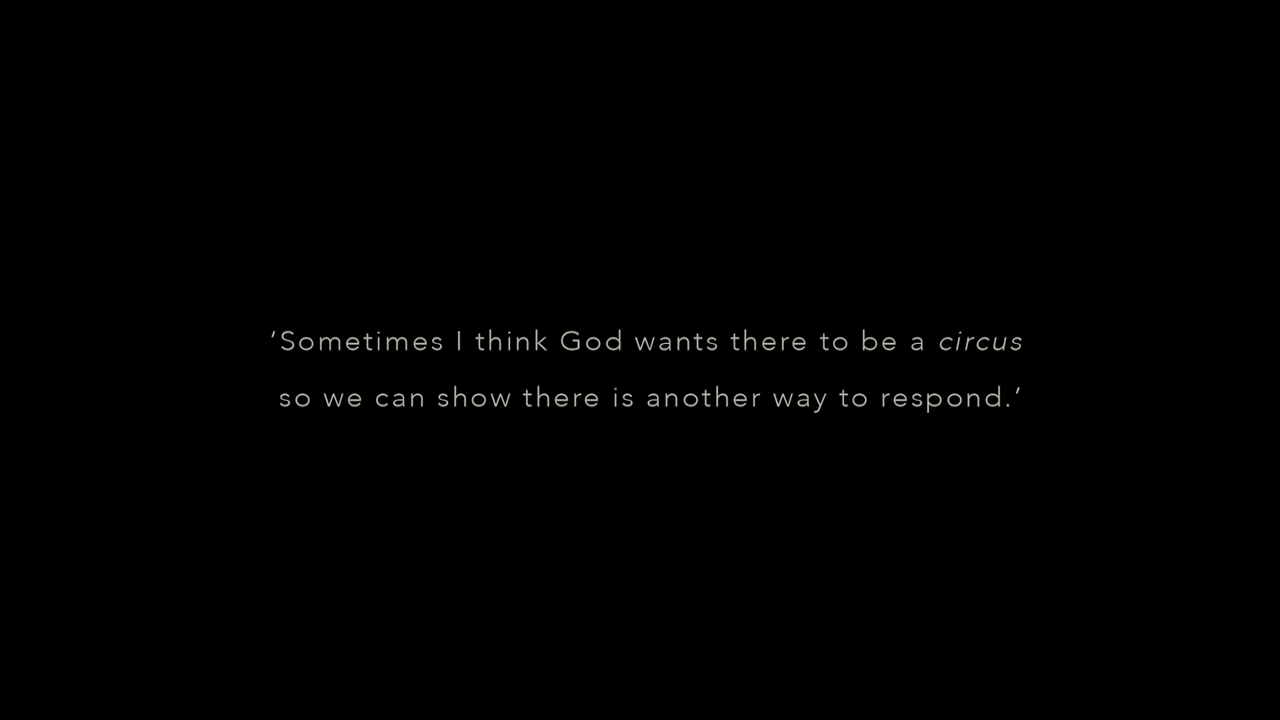 ‘Sometimes I think God wants there to be a circus
so we can show there is another way to respond.’